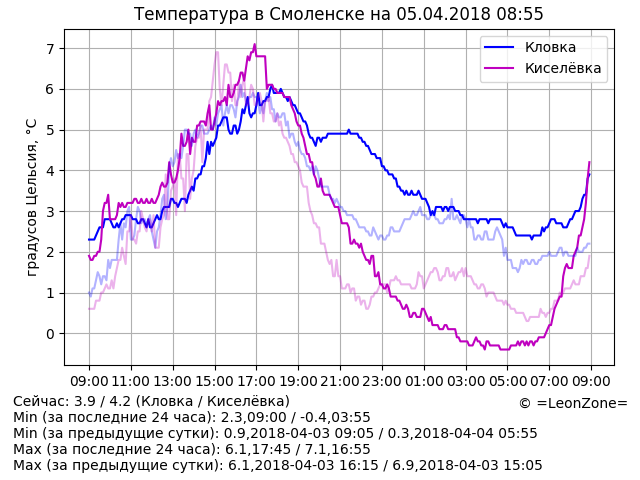 Температура в Смоленске на 05.04.2018 08:55
Кловка
Киселёвка
градусов Цельсия, °C
7
6
5
4
3
2
1
0
09:00 11:00 13:00 15:00 17:00 19:00 21:00 23:00 01:00 03:00 05:00 07:00 09:00
Сейчас: 3.9 / 4.2 (Кловка / Киселёвка)
© =LeonZone=
Min (за последние 24 часа): 2.3,09:00 / -0.4,03:55
Min (за предыдущие сутки): 0.9,2018-04-03 09:05 / 0.3,2018-04-04 05:55
Max (за последние 24 часа): 6.1,17:45 / 7.1,16:55
Max (за предыдущие сутки): 6.1,2018-04-03 16:15 / 6.9,2018-04-03 15:05